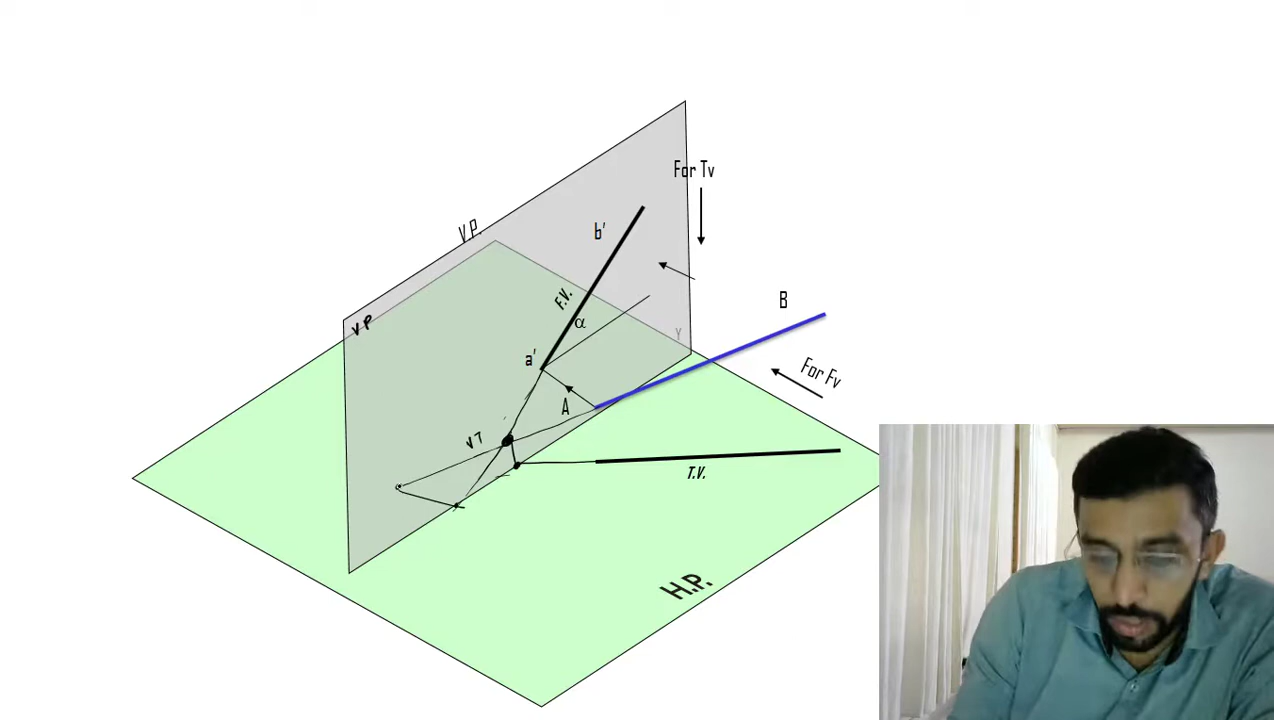 For Tv
V.P.
b'
VP
F.V.
α
Y
B
a'
For Fv
A
VT
T.V.
H.P.